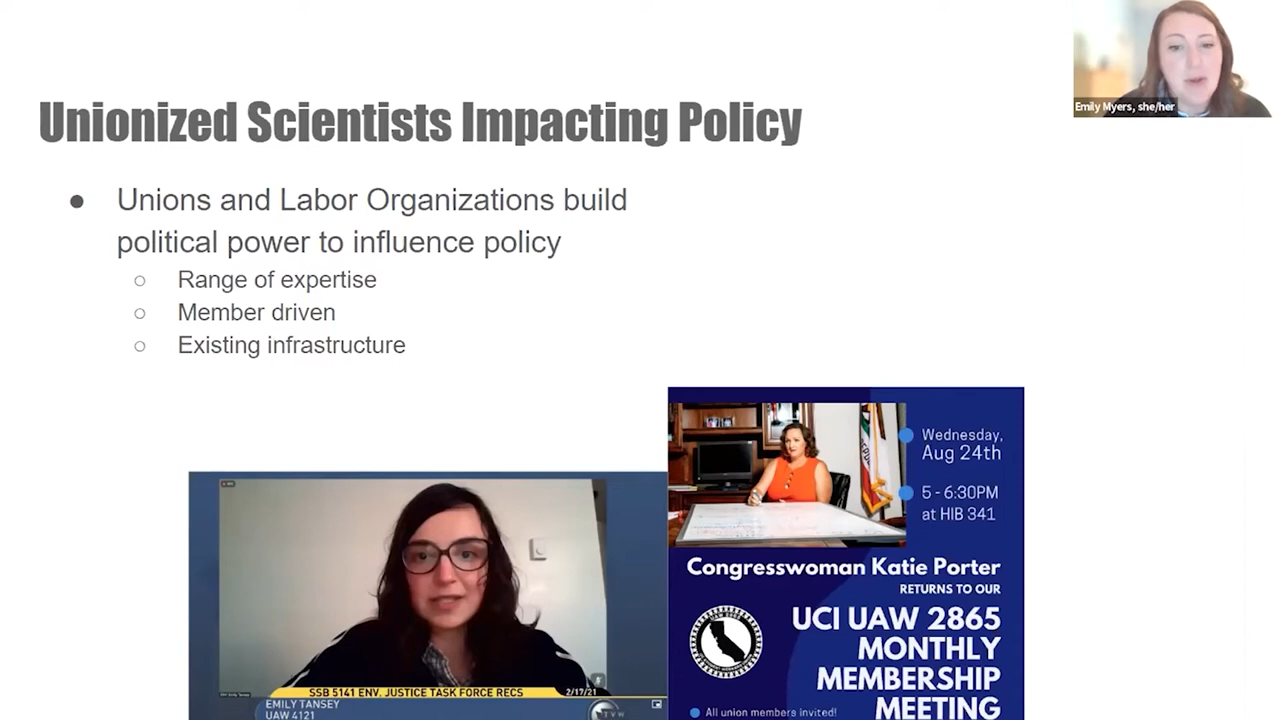 Emily Myers, she/her
Unionized Scientists Impacting Policy
● Unions and Labor Organizations build
political power to influence policy
○ Range of expertise
○ Member driven
○ Existing infrastructure
Wednesday,
Aug 24th
5 - 6:30PM
at HIB 341
Congresswoman Katie Porter
RETURNS TO OUR
UCI UAW 2865
MONTHLY
MEMBERSHIP
MEETING
All union members invited!
SSB 5141 ENV. JUSTICE TASK FORCE RECS
2/17/21
EMILY TANSEY
UAW 4121
TVW